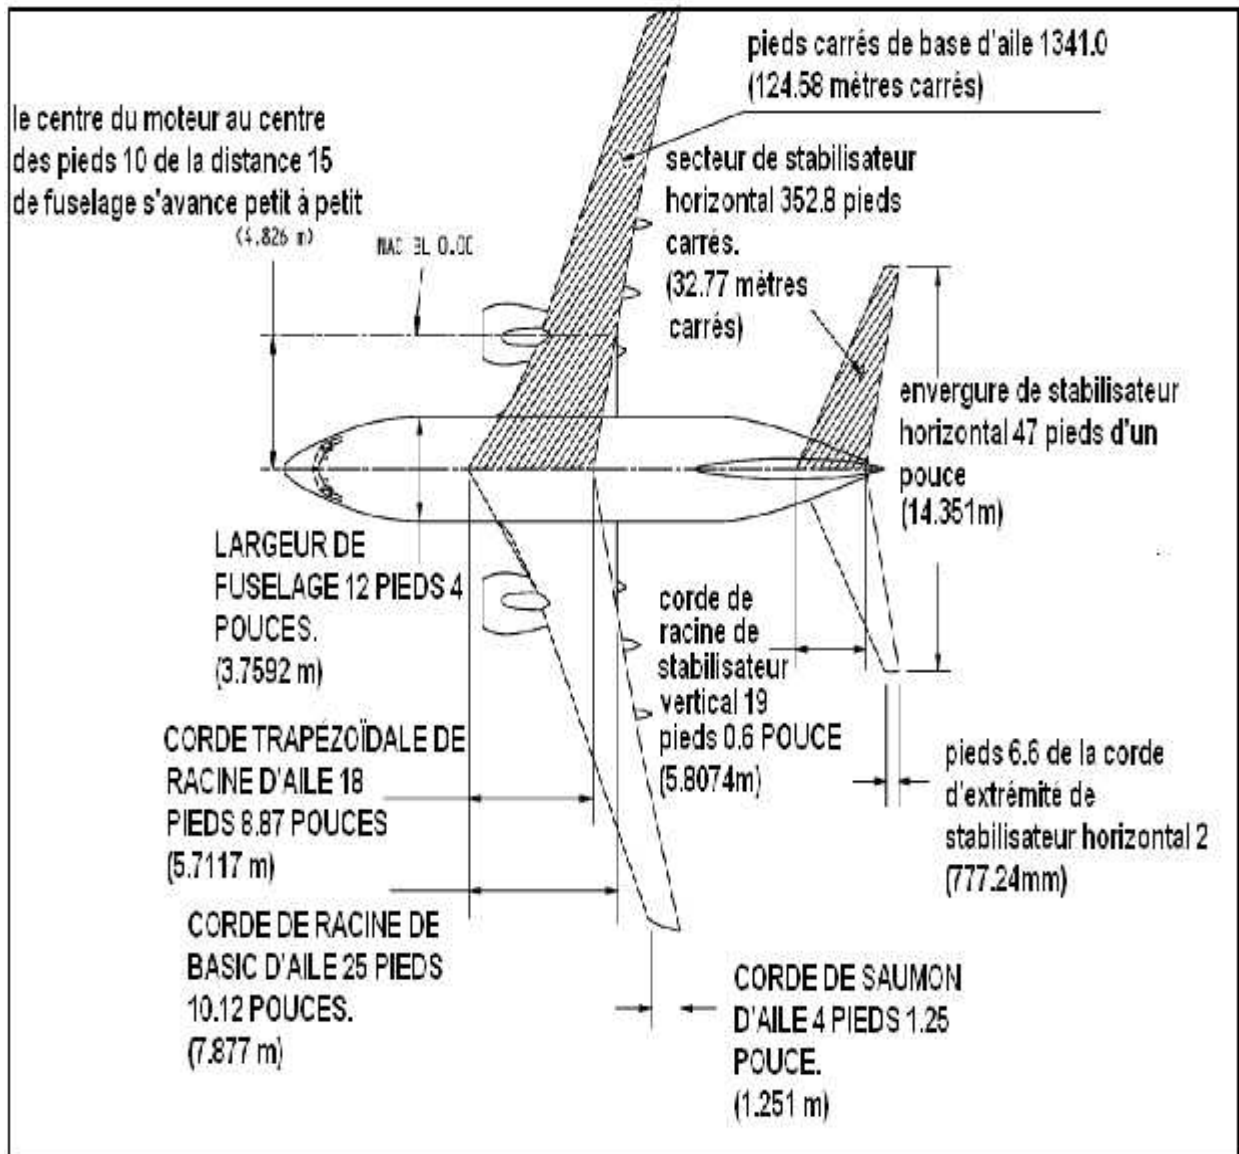 pieds carrés de base d'aile 1341.0
(124.58 mètres carrés)
le centre du moteur au centre
des pieds 10 de la distance 15
de fuselage s'avance petit à petit
(4.826 m)
secteur de stabilisateur
horizontal 352.8 pieds
carrés.
(32.77 mètres
carrés)
NAC BL 0.00
envergure de stabilisateur
horizontal 47 pieds d'un
pouce
(14.351m)
LARGEUR DE
FUSELAGE 12 PIEDS 4
POUCES.
(3.7592 m)
corde de
racine de
stabilisateur
vertical 19
pieds 0.6 POUCE
(5.8074m)
CORDE TRAPÉZOÏDALE DE
RACINE D'AILE 18
PIEDS 8.87 POUCES
(5.7117 m)
pieds 6.6 de la corde
d'extrémité de
stabilisateur horizontal 2
(777.24mm)
CORDE DE RACINE DE
BASIC D'AILE 25 PIEDS
10.12 POUCES.
(7.877 m)
CORDE DE SAUMON
D'AILE 4 PIEDS 1.25
POUCE.
(1.251 m)